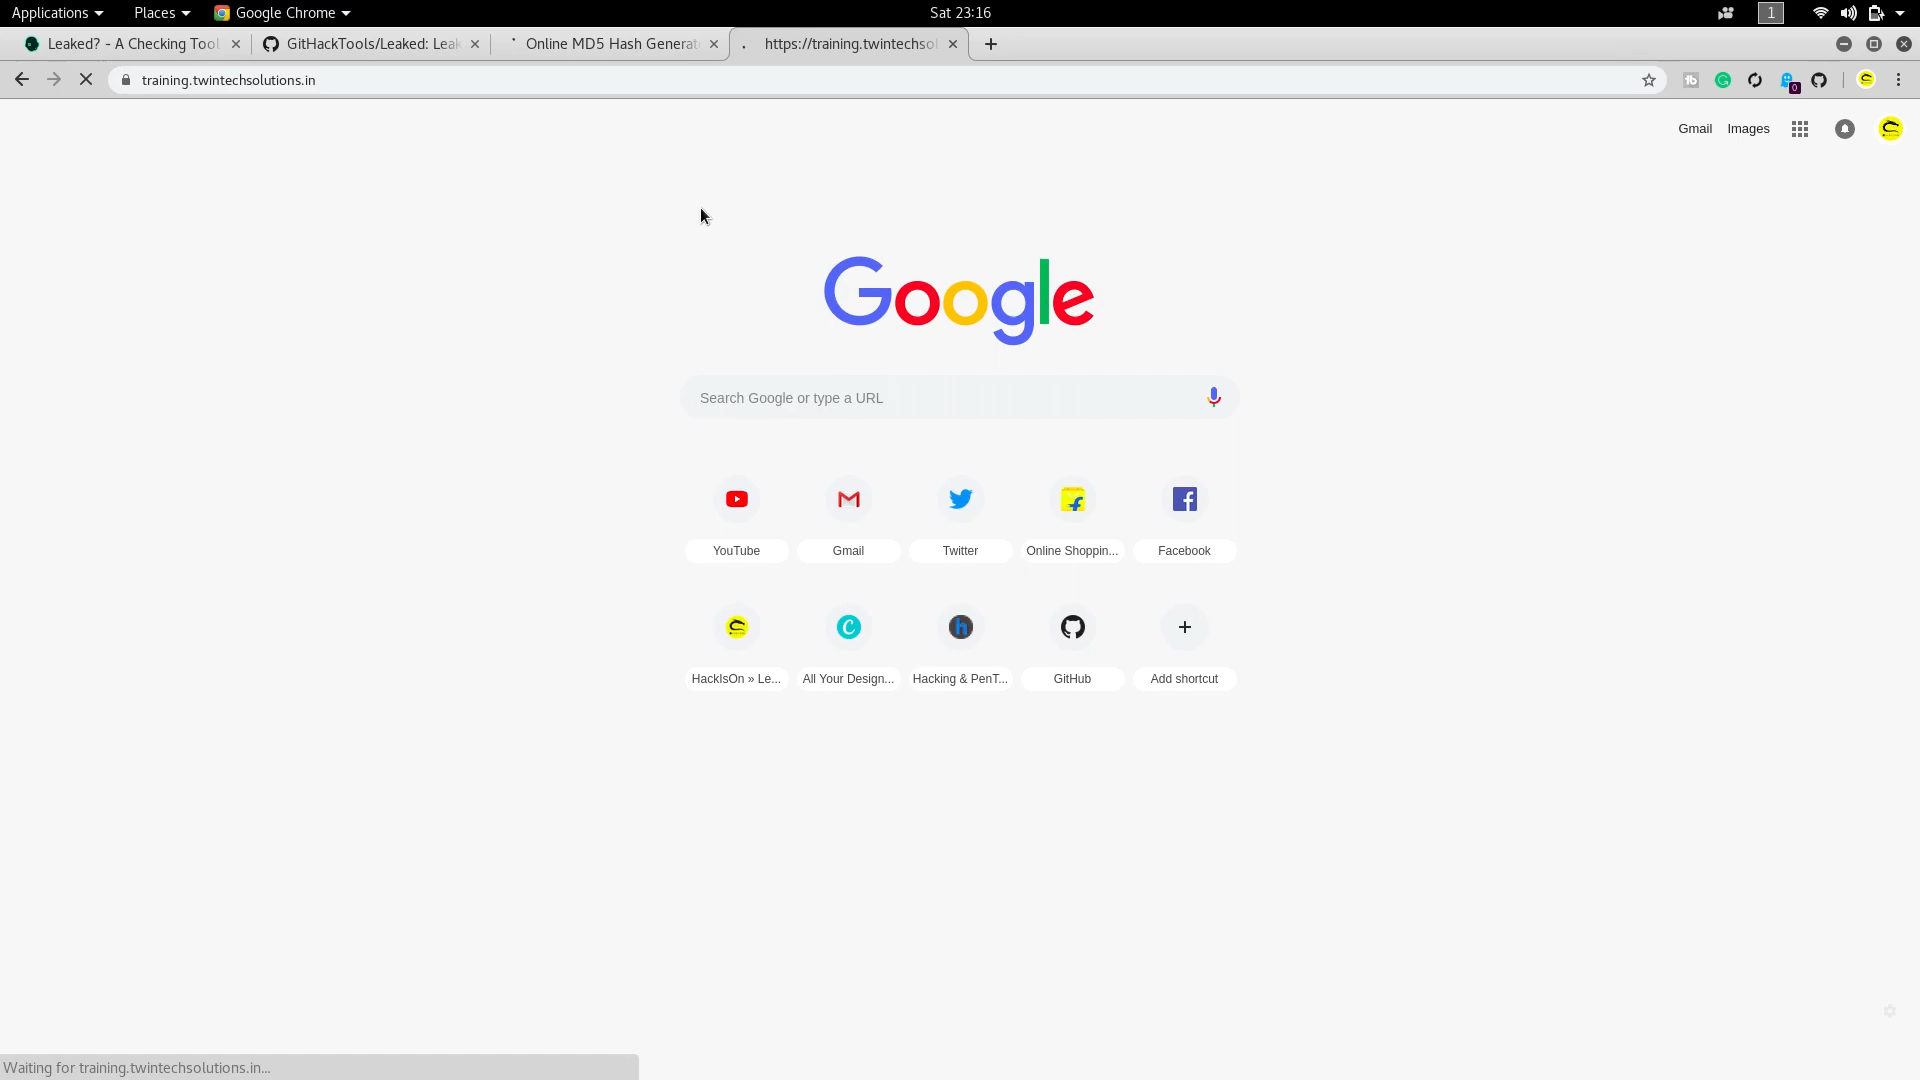 Applications Places Google Chrome Sat 23:16 1
Leaked? - A Checking Tool GitHackTools/Leaked: Leak Online MD5 Hash Generat https://training.twintechsol
training.twintechsolutions.in
0
Gmail Images
Google
Search Google or type a URL
YouTube Gmail Twitter Online Shoppin... Facebook
HackIsOn » Le... All Your Design... Hacking & PenT... GitHub Add shortcut
Waiting for training.twintechsolutions.in...